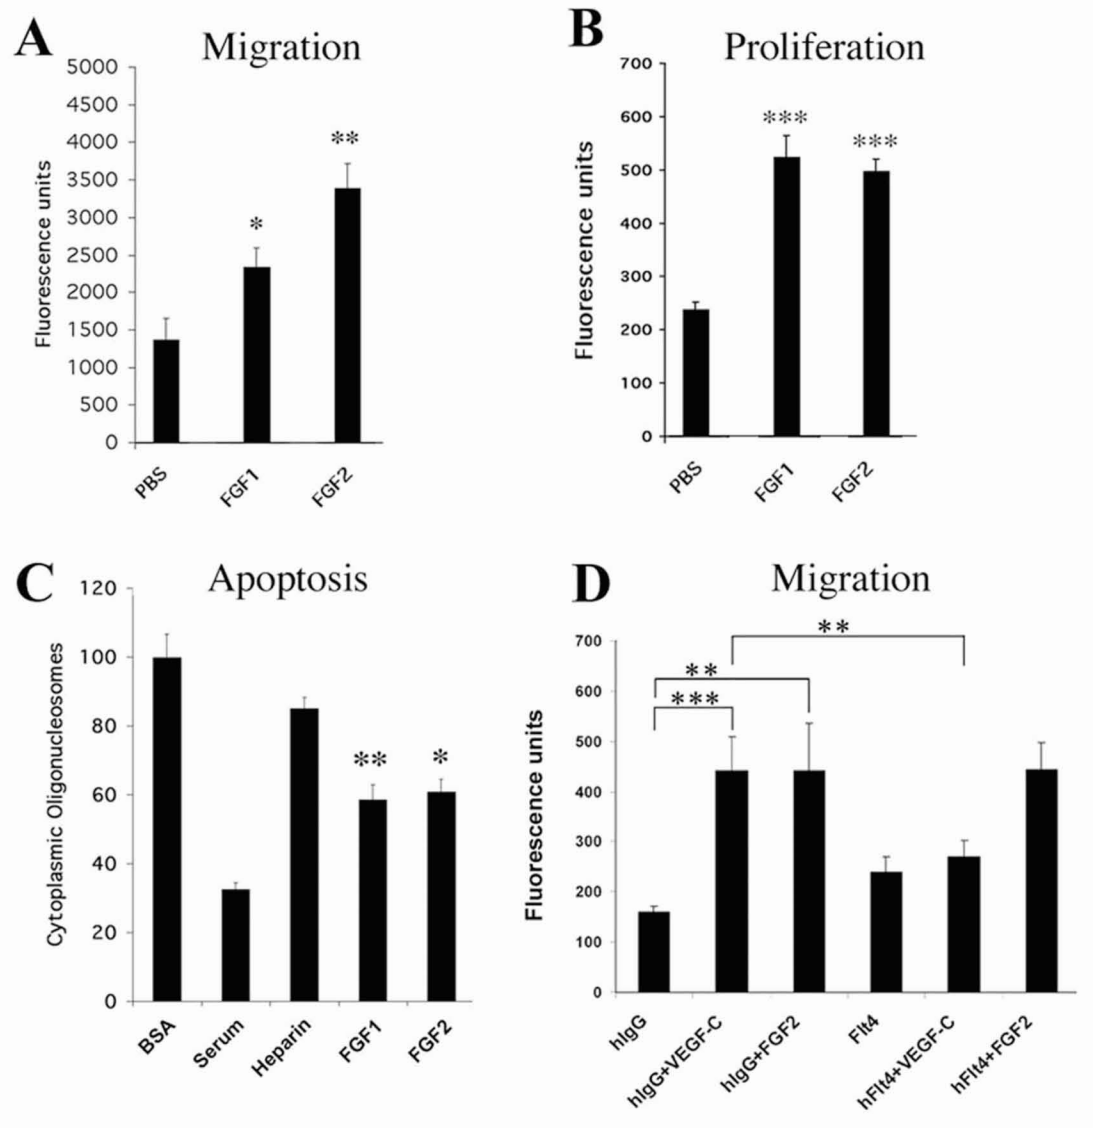 A
Migration
Fluorescence units
5000
4500
4000
3500
3000
2500
2000
1500
1000
500
0
*
**
PBS
FGF1
FGF2
B
Proliferation
Fluorescence units
700
600
500
400
300
200
100
0
***
***
PBS
FGF1
FGF2
C
Apoptosis
Cytoplasmic Oligonucleosomes
120
100
80
60
40
20
0
**
*
BSA
Serum
Heparin
FGF1
FGF2
D
Migration
Fluorescence units
700
600
500
400
300
200
100
0
**
**
***
hIgG
hIgG+VEGF-C
hIgG+FGF2
Flt4
hFlt4+VEGF-C
hFlt4+FGF2